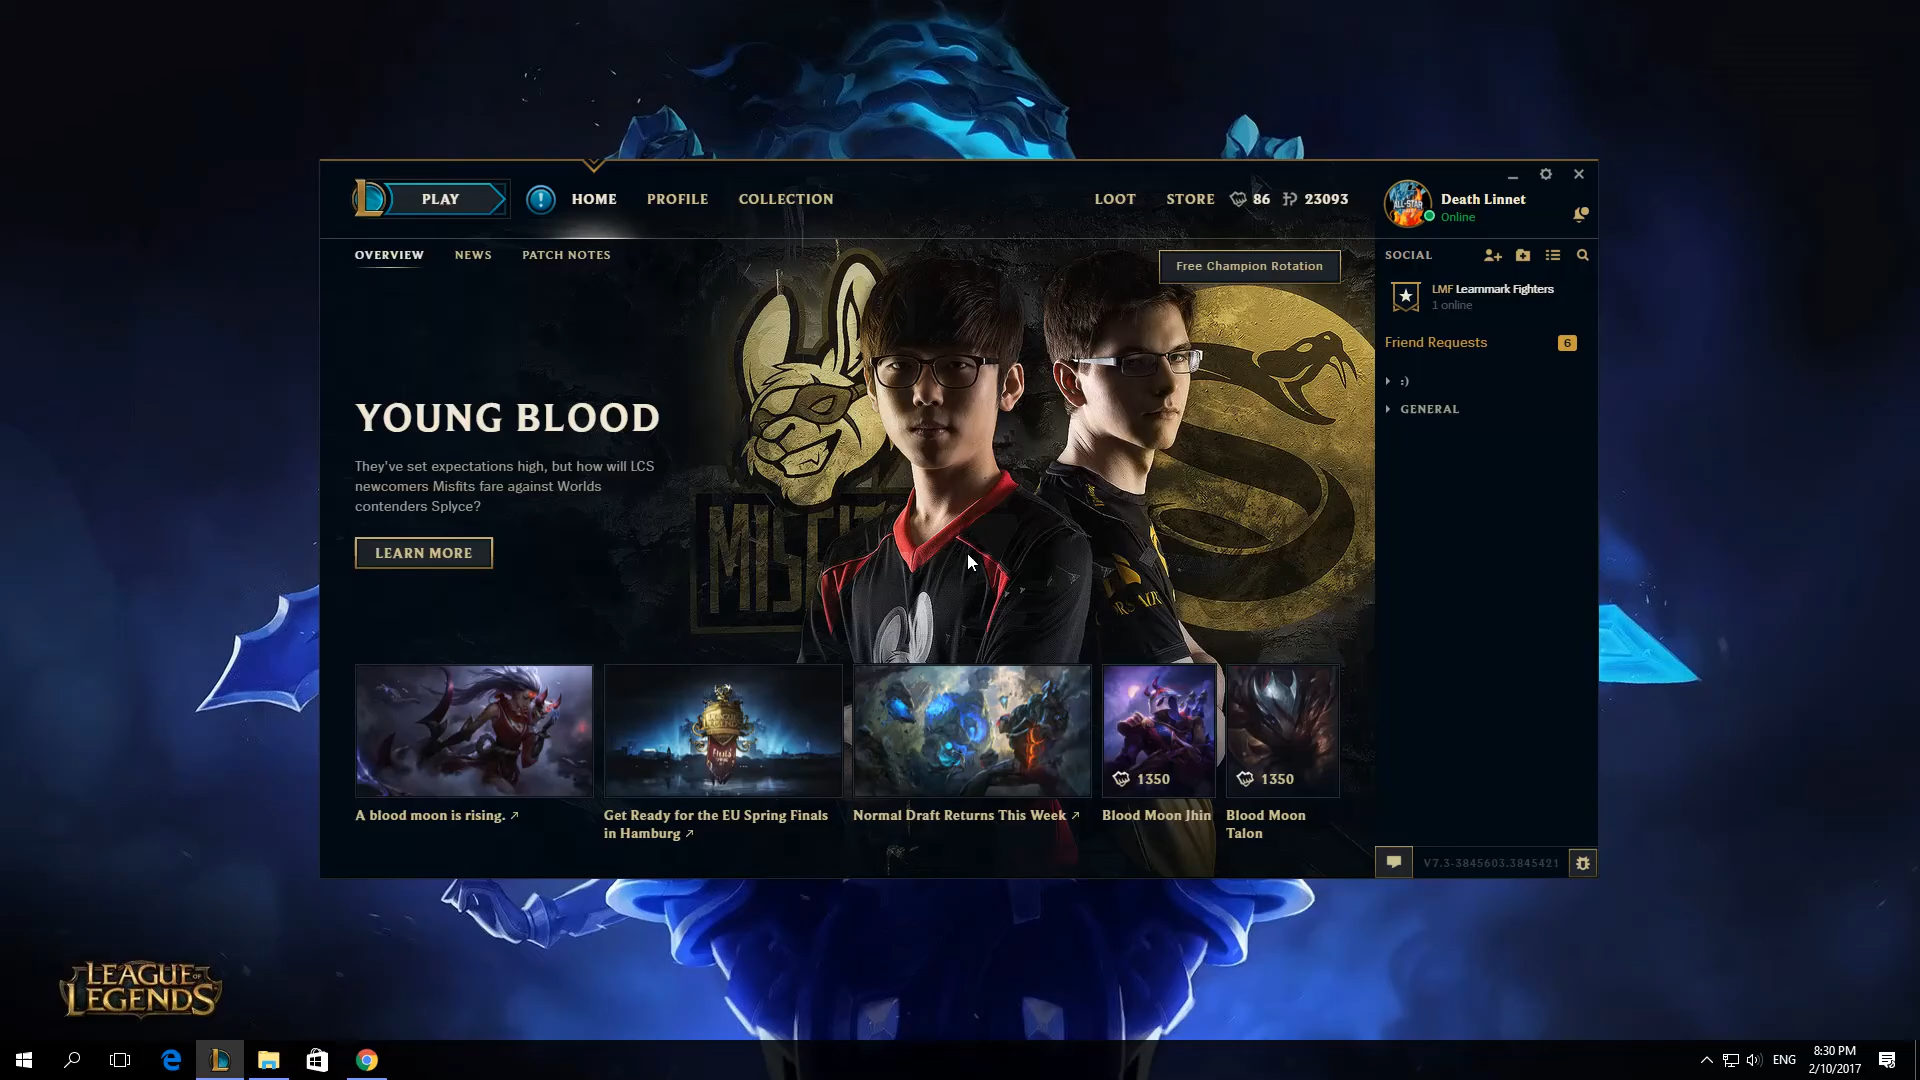 PLAY
HOME
PROFILE
COLLECTION
LOOT
STORE
86
23093
Death Linnet
Online
OVERVIEW
NEWS
PATCH NOTES
Free Champion Rotation
SOCIAL
LMF Leammark Fighters
1 online
Friend Requests
6
:)
GENERAL
YOUNG BLOOD
They've set expectations high, but how will LCS
newcomers Misfits fare against Worlds
contenders Splyce?
LEARN MORE
1350
1350
A blood moon is rising.
Get Ready for the EU Spring Finals
in Hamburg
Normal Draft Returns This Week
Blood Moon Jhin
Blood Moon
Talon
V7.3-3845603.3845421
LEAGUE OF
LEGENDS
ENG
8:30 PM
2/10/2017